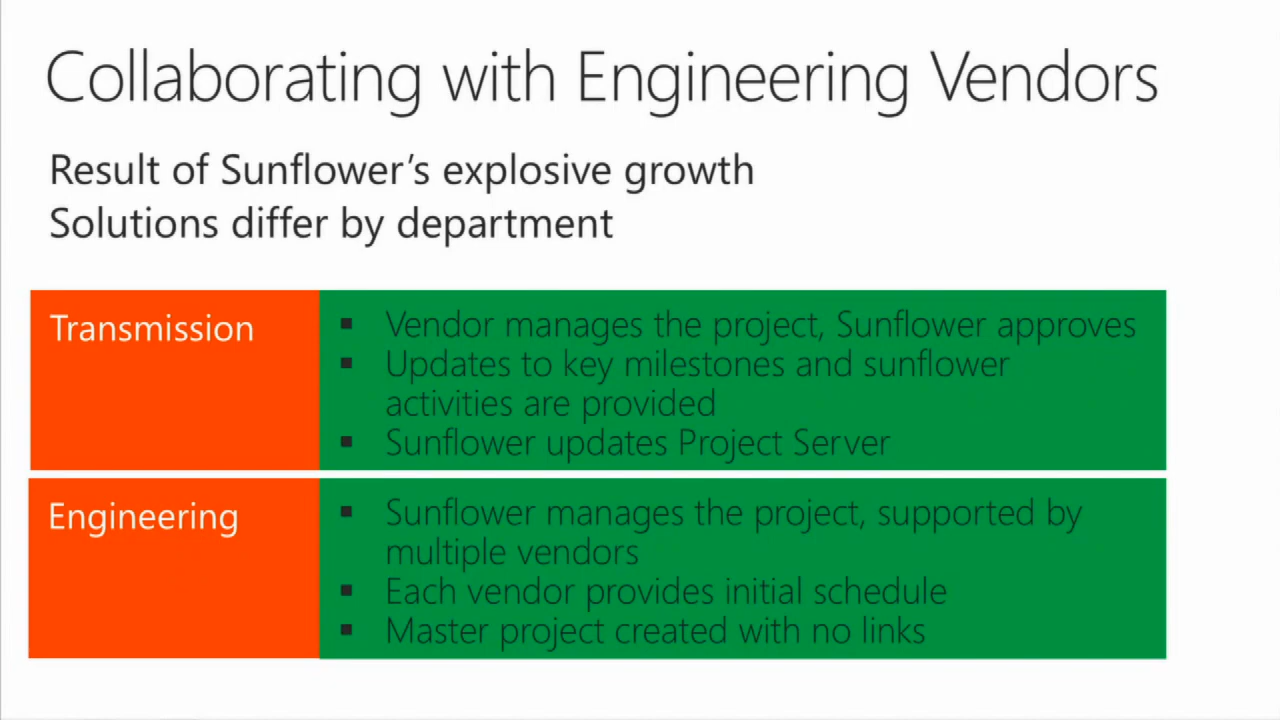 Collaborating with Engineering Vendors
Result of Sunflower's explosive growth
Solutions differ by department
Transmission
▪ Vendor manages the project, Sunflower approves
▪ Updates to key milestones and sunflower
activities are provided
▪ Sunflower updates Project Server
Engineering
▪ Sunflower manages the project, supported by
multiple vendors
▪ Each vendor provides initial schedule
▪ Master project created with no links